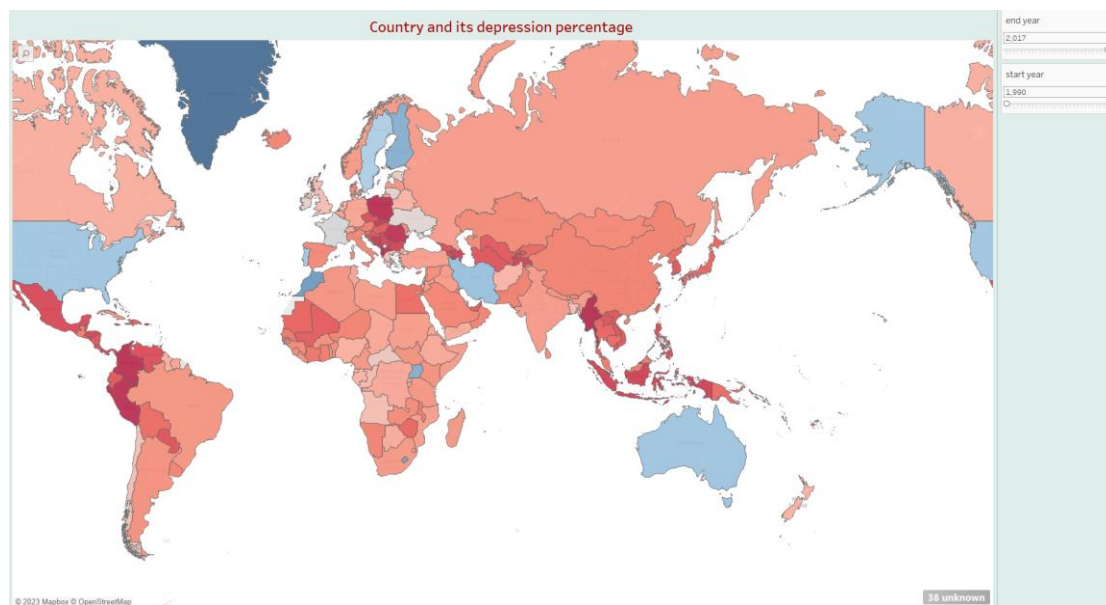 Country and its depression percentage
end year
2,017
start year
1,990
© 2023 Mapbox © OpenStreetMap
38 unknown